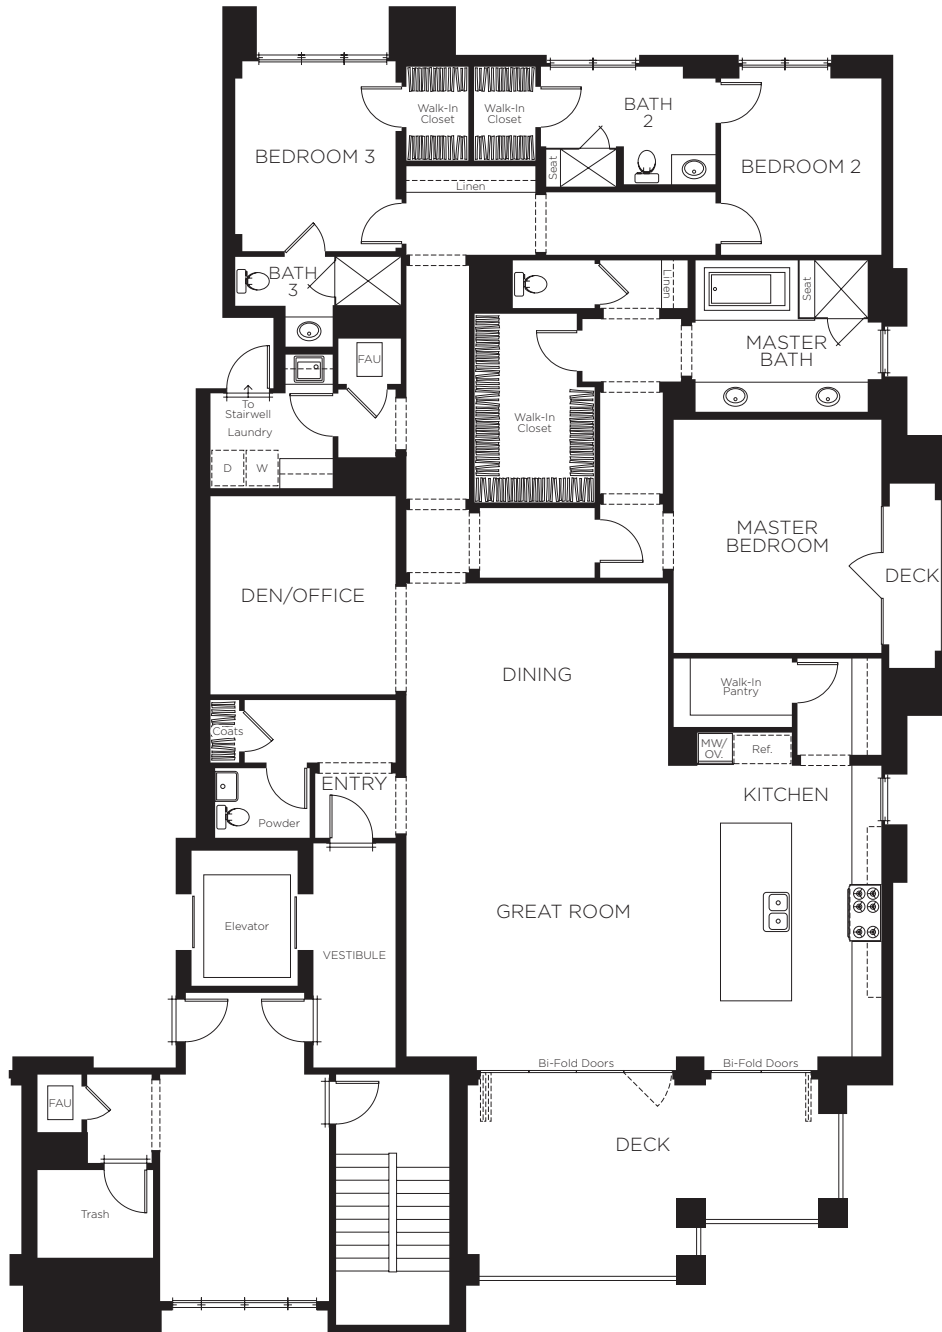 Walk-In
Closet
Walk-In
Closet
BATH
2
BEDROOM 3
Seat
BEDROOM 2
Linen
BATH
3
Linen
Seat
MASTER
BATH
FAU
To
Stairwell
Laundry
Walk-In
Closet
D
W
MASTER
BEDROOM
DECK
DEN/OFFICE
DINING
Walk-In
Pantry
Coats
MW/
OV.
Ref.
ENTRY
KITCHEN
Powder
GREAT ROOM
Elevator
VESTIBULE
Bi-Fold Doors
Bi-Fold Doors
FAU
DECK
Trash